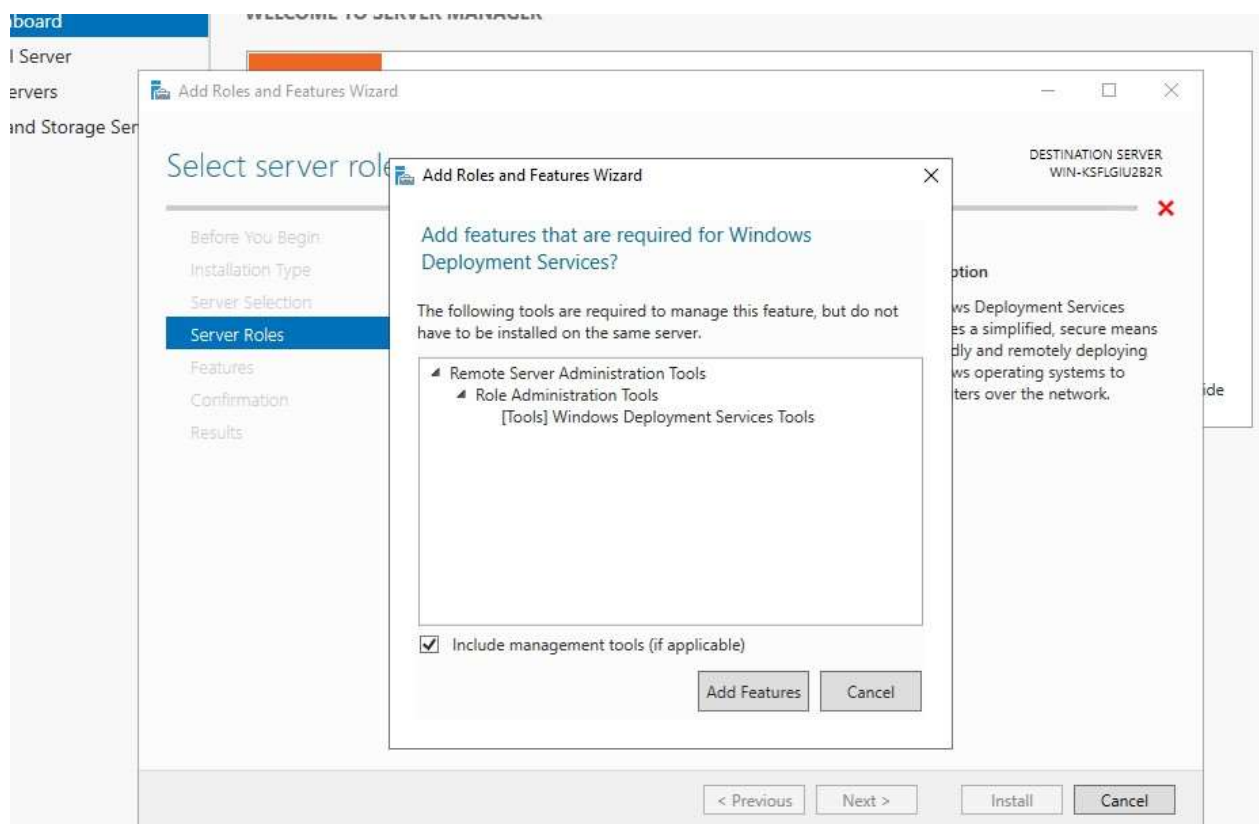 board
WELCOME TO SERVER MANAGER
l Server
ervers
and Storage Ser
Add Roles and Features Wizard
Select server role
DESTINATION SERVER
WIN-KSFLGIU2B2R
Before You Begin
Installation Type
Server Selection
Server Roles
Features
Confirmation
Results
Add Roles and Features Wizard
Add features that are required for Windows
Deployment Services?
The following tools are required to manage this feature, but do not
have to be installed on the same server.
Remote Server Administration Tools
Role Administration Tools
[Tools] Windows Deployment Services Tools
Include management tools (if applicable)
Add Features
Cancel
ption
ws Deployment Services
es a simplified, secure means
dly and remotely deploying
ws operating systems to
ters over the network.
ide
< Previous
Next >
Install
Cancel